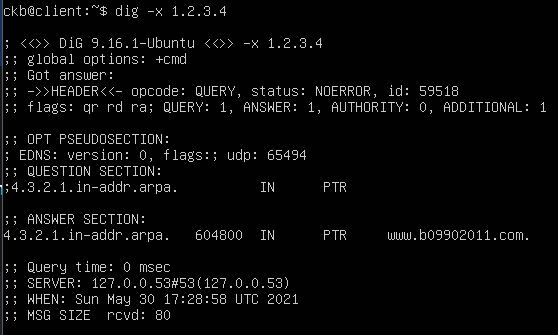 ckb@client:~$ dig -x 1.2.3.4
; <<>> DiG 9.16.1-Ubuntu <<>> -x 1.2.3.4
;; global options: +cmd
;; Got answer:
;; ->>HEADER<<- opcode: QUERY, status: NOERROR, id: 59518
;; flags: qr rd ra; QUERY: 1, ANSWER: 1, AUTHORITY: 0, ADDITIONAL: 1
;; OPT PSEUDOSECTION:
; EDNS: version: 0, flags:; udp: 65494
;; QUESTION SECTION:
;4.3.2.1.in-addr.arpa. IN PTR
;; ANSWER SECTION:
4.3.2.1.in-addr.arpa. 604800 IN PTR www.b09902011.com.
;; Query time: 0 msec
;; SERVER: 127.0.0.53#53(127.0.0.53)
;; WHEN: Sun May 30 17:28:58 UTC 2021
;; MSG SIZE rcvd: 80